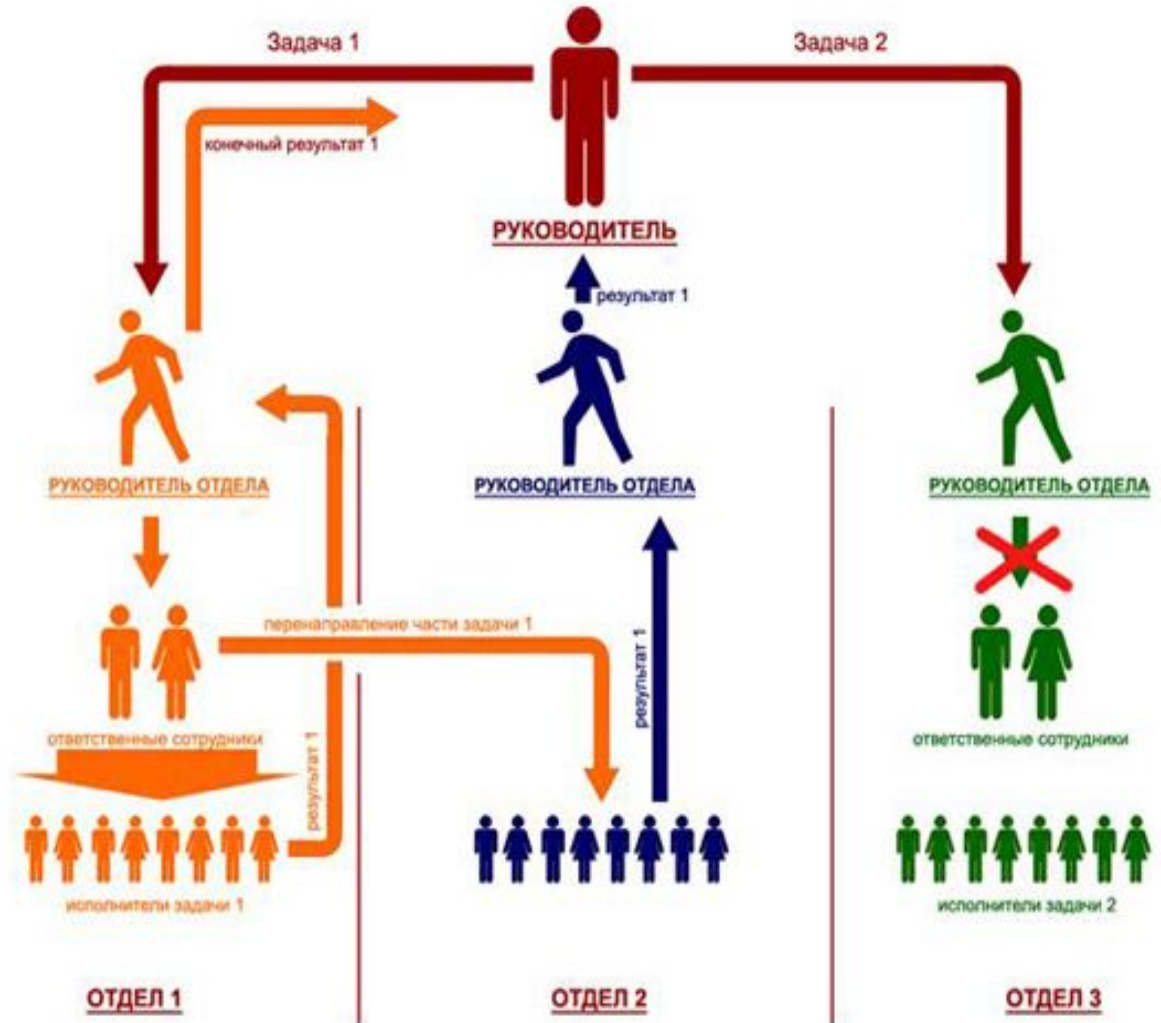 Задача 1
Задача 2
конечный результат 1
РУКОВОДИТЕЛЬ
результат 1
РУКОВОДИТЕЛЬ ОТДЕЛА
РУКОВОДИТЕЛЬ ОТДЕЛА
РУКОВОДИТЕЛЬ ОТДЕЛА
перенаправление части задачи 1
результат 1
ответственные сотрудники
результат 1
ответственные сотрудники
исполнители задачи 1
исполнители задачи 2
ОТДЕЛ 1
ОТДЕЛ 2
ОТДЕЛ 3